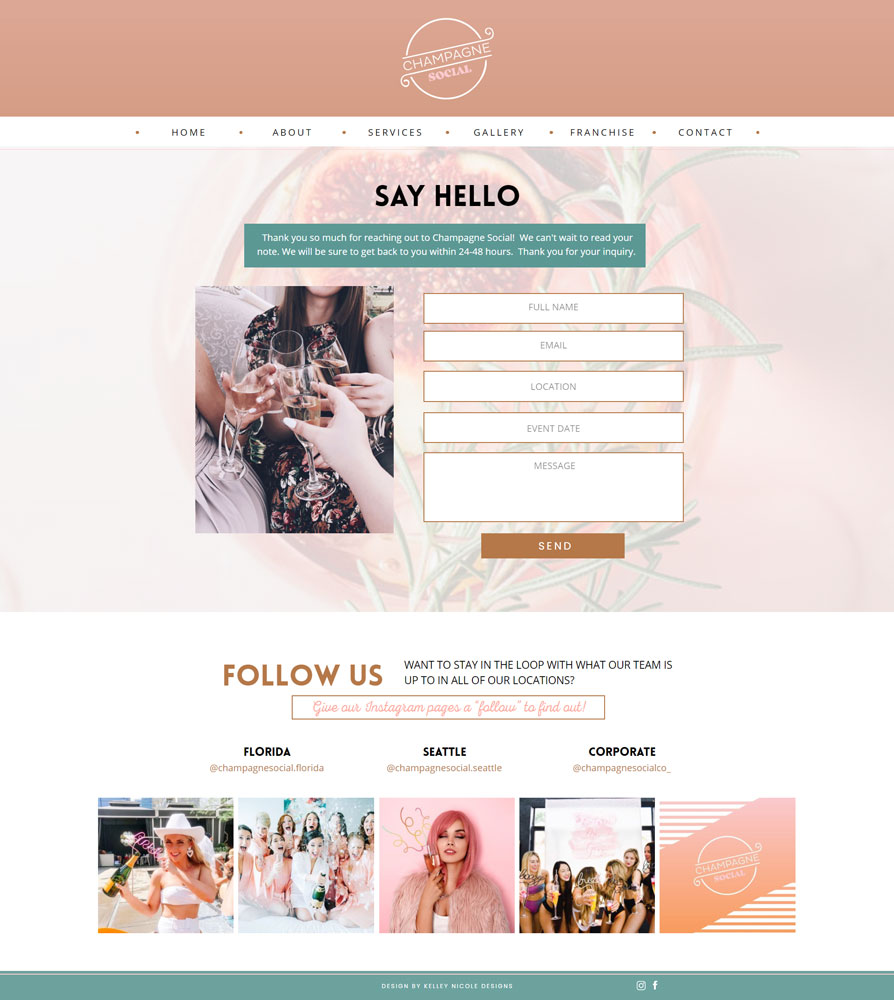 CHAMPAGNE
SOCIAL
HOME ABOUT SERVICES GALLERY FRANCHISE CONTACT
SAY HELLO
Thank you so much for reaching out to Champagne Social! We can't wait to read your
note. We will be sure to get back to you within 24-48 hours. Thank you for your inquiry.
FULL NAME
EMAIL
LOCATION
EVENT DATE
MESSAGE
SEND
FOLLOW US
WANT TO STAY IN THE LOOP WITH WHAT OUR TEAM IS
UP TO IN ALL OF OUR LOCATIONS?
Give our Instagram pages a "follow" to find out!
FLORIDA SEATTLE CORPORATE
@champagnesocial.florida @champagnesocial.seattle @champagnesocialco_
CHAMPAGNE
SOCIAL
DESIGN BY KELLEY NICOLE DESIGNS